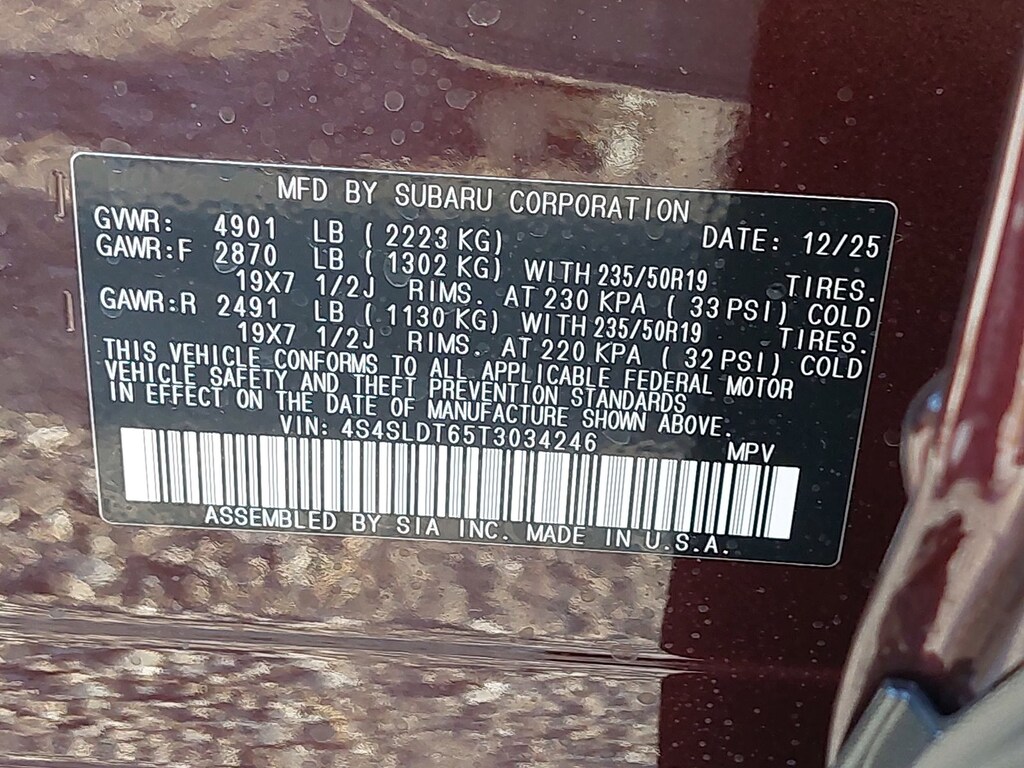 MFD BY SUBARU CORPORATION
GVWR: 4901 LB ( 2223 KG) DATE: 12/25
GAWR:F 2870 LB ( 1302 KG) WITH 235/50R19 TIRES.
19X7 1/2J RIMS. AT 230 KPA ( 33 PSI) COLD
GAWR:R 2491 LB ( 1130 KG) WITH 235/50R19 TIRES.
19X7 1/2J RIMS. AT 220 KPA ( 32 PSI) COLD
THIS VEHICLE CONFORMS TO ALL APPLICABLE FEDERAL MOTOR
VEHICLE SAFETY AND THEFT PREVENTION STANDARDS
IN EFFECT ON THE DATE OF MANUFACTURE SHOWN ABOVE.
VIN: 4S4SLDT65T3034246 MPV
ASSEMBLED BY SIA INC. MADE IN U.S.A.